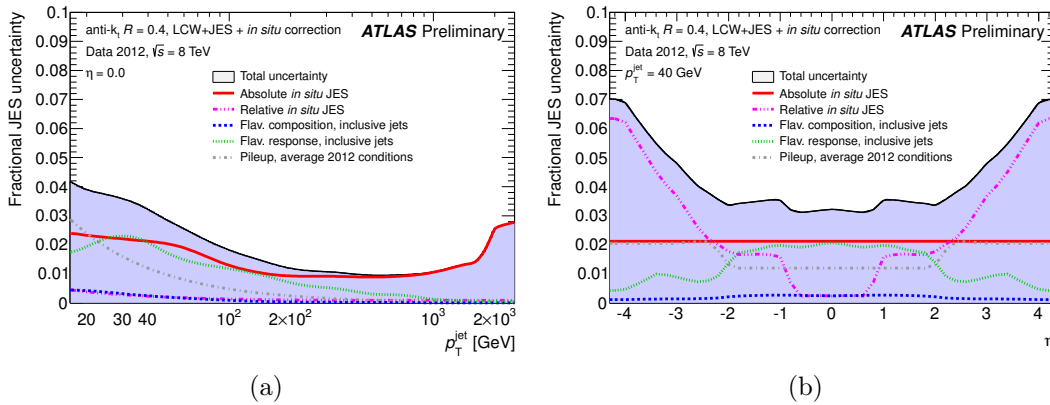 Fractional JES uncertainty
0.1
0.09
0.08
0.07
0.06
0.05
0.04
0.03
0.02
0.01
0
anti-kₜ R = 0.4, LCW+JES + in situ correction
ATLAS Preliminary
Data 2012, √s = 8 TeV
η = 0.0
Total uncertainty
Absolute in situ JES
Relative in situ JES
Flav. composition, inclusive jets
Flav. response, inclusive jets
Pileup, average 2012 conditions
20 30 40 10² 2×10² 10³ 2×10³
p_T^jet [GeV]
(a)
Fractional JES uncertainty
0.1
0.09
0.08
0.07
0.06
0.05
0.04
0.03
0.02
0.01
0
anti-kₜ R = 0.4, LCW+JES + in situ correction
ATLAS Preliminary
Data 2012, √s = 8 TeV
p_T^jet = 40 GeV
Total uncertainty
Absolute in situ JES
Relative in situ JES
Flav. composition, inclusive jets
Flav. response, inclusive jets
Pileup, average 2012 conditions
-4 -3 -2 -1 0 1 2 3 4
(b)